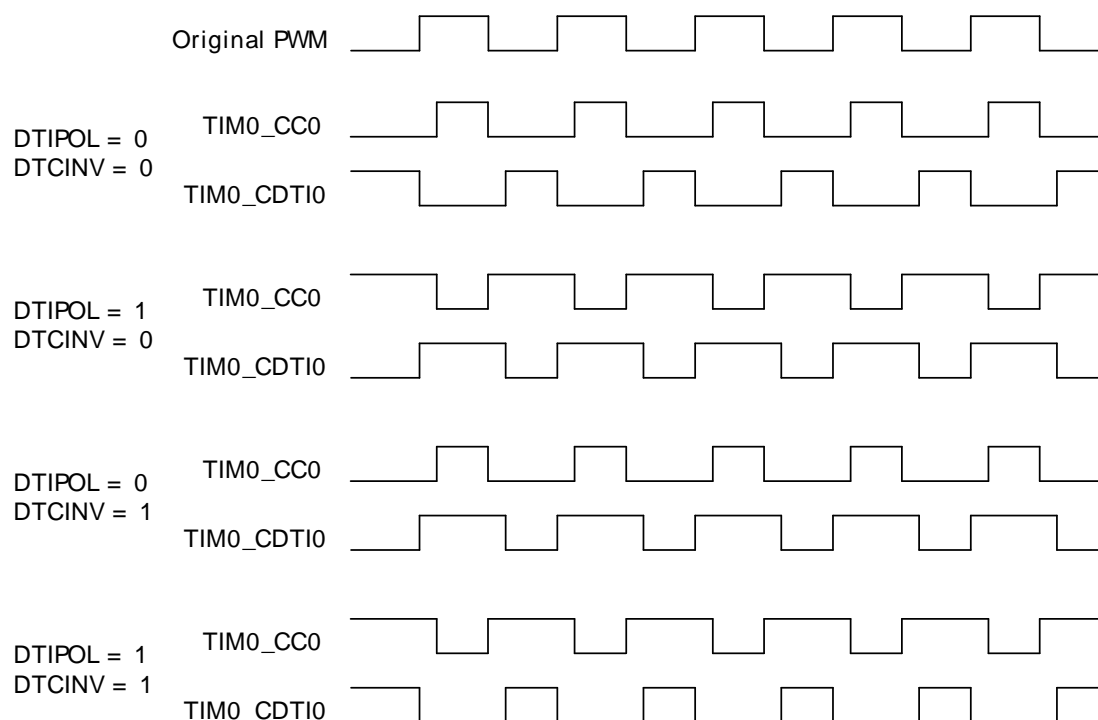 Original PWM
DTIPOL = 0
DTCINV = 0
TIM0_CC0
TIM0_CDTI0
DTIPOL = 1
DTCINV = 0
TIM0_CC0
TIM0_CDTI0
DTIPOL = 0
DTCINV = 1
TIM0_CC0
TIM0_CDTI0
DTIPOL = 1
DTCINV = 1
TIM0_CC0
TIM0_CDTI0